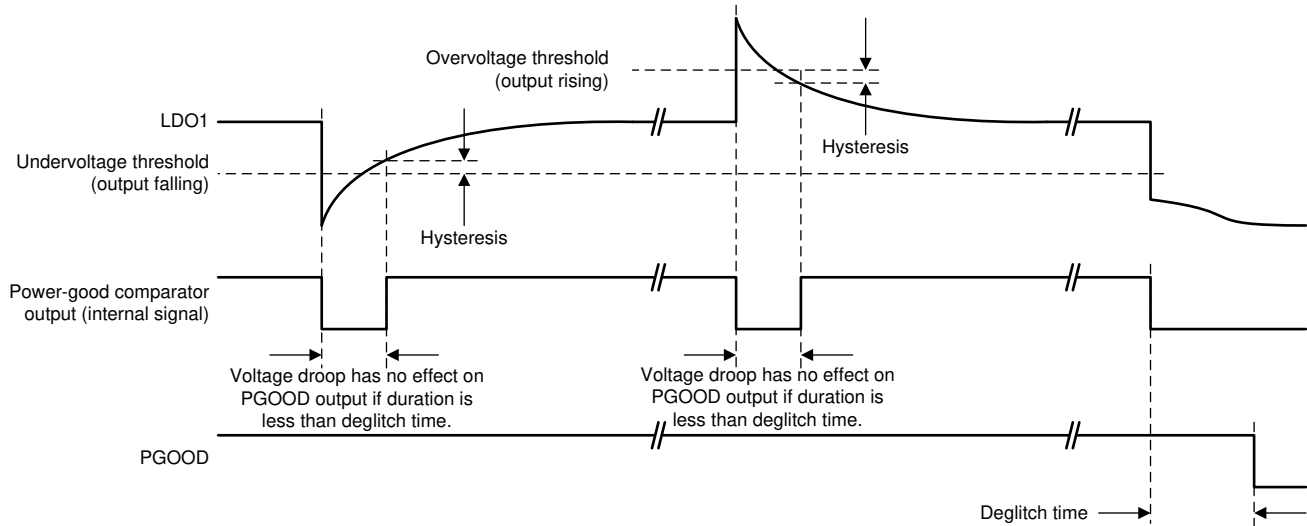 Overvoltage threshold
(output rising)
LDO1
Hysteresis
Undervoltage threshold
(output falling)
Hysteresis
Power-good comparator
output (internal signal)
Voltage droop has no effect on
PGOOD output if duration is
less than deglitch time.
Voltage droop has no effect on
PGOOD output if duration is
less than deglitch time.
PGOOD
Deglitch time